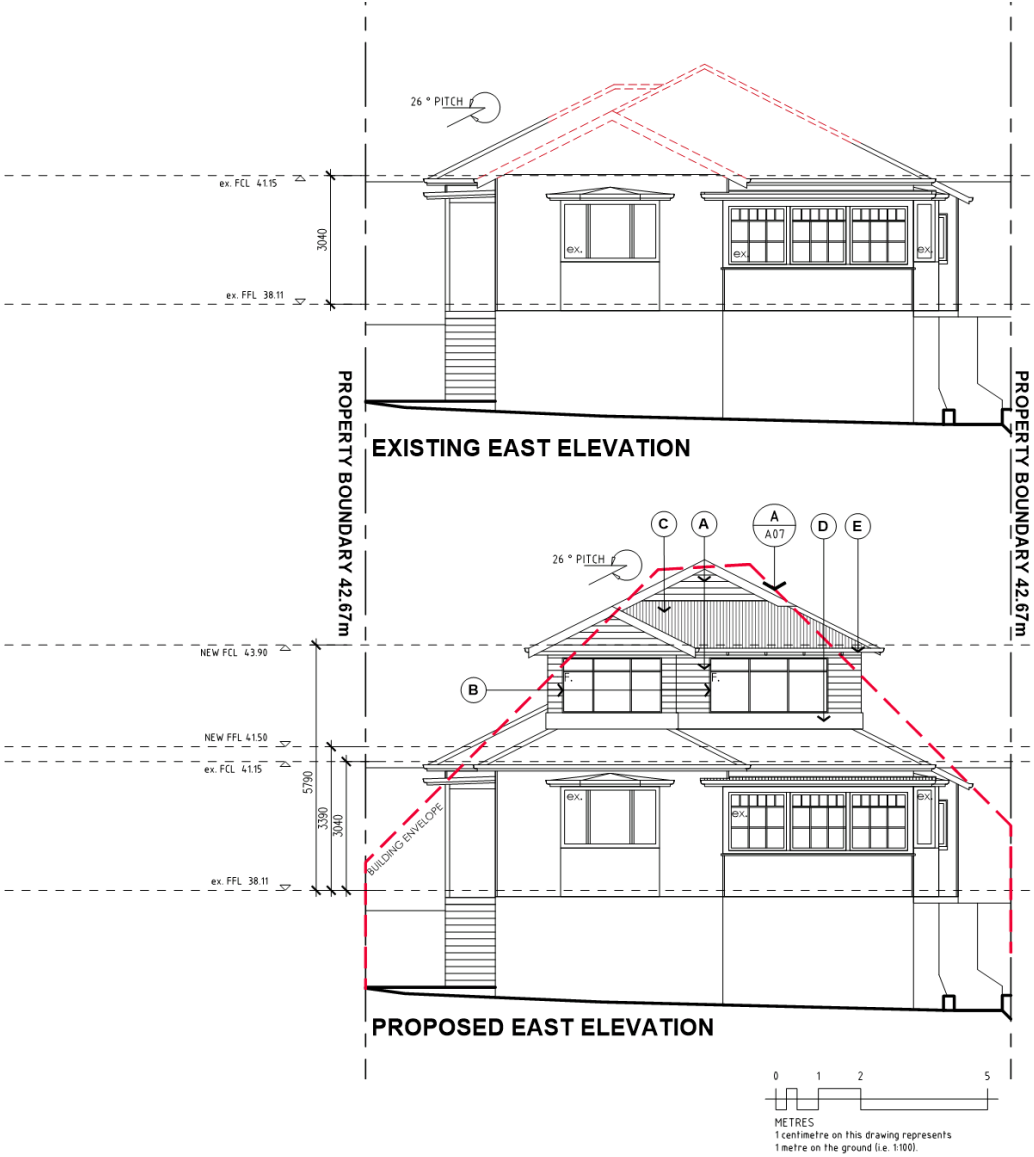 26 ° PITCH
ex. FCL 41.15
3040
ex.
ex.
ex.
ex. FFL 38.11
PROPERTY BOUNDARY 42.67m
PROPERTY BOUNDARY 42.67m
EXISTING EAST ELEVATION
C
A
A
A07
D
E
26 ° PITCH
NEW FCL 43.90
B
F.
F.
NEW FFL 41.50
ex. FCL 41.15
5790
3390
3040
BUILDING ENVELOPE
ex.
ex.
ex.
ex. FFL 38.11
PROPOSED EAST ELEVATION
0 1 2 5
METRES
1 centimetre on this drawing represents
1 metre on the ground (i.e. 1:100).